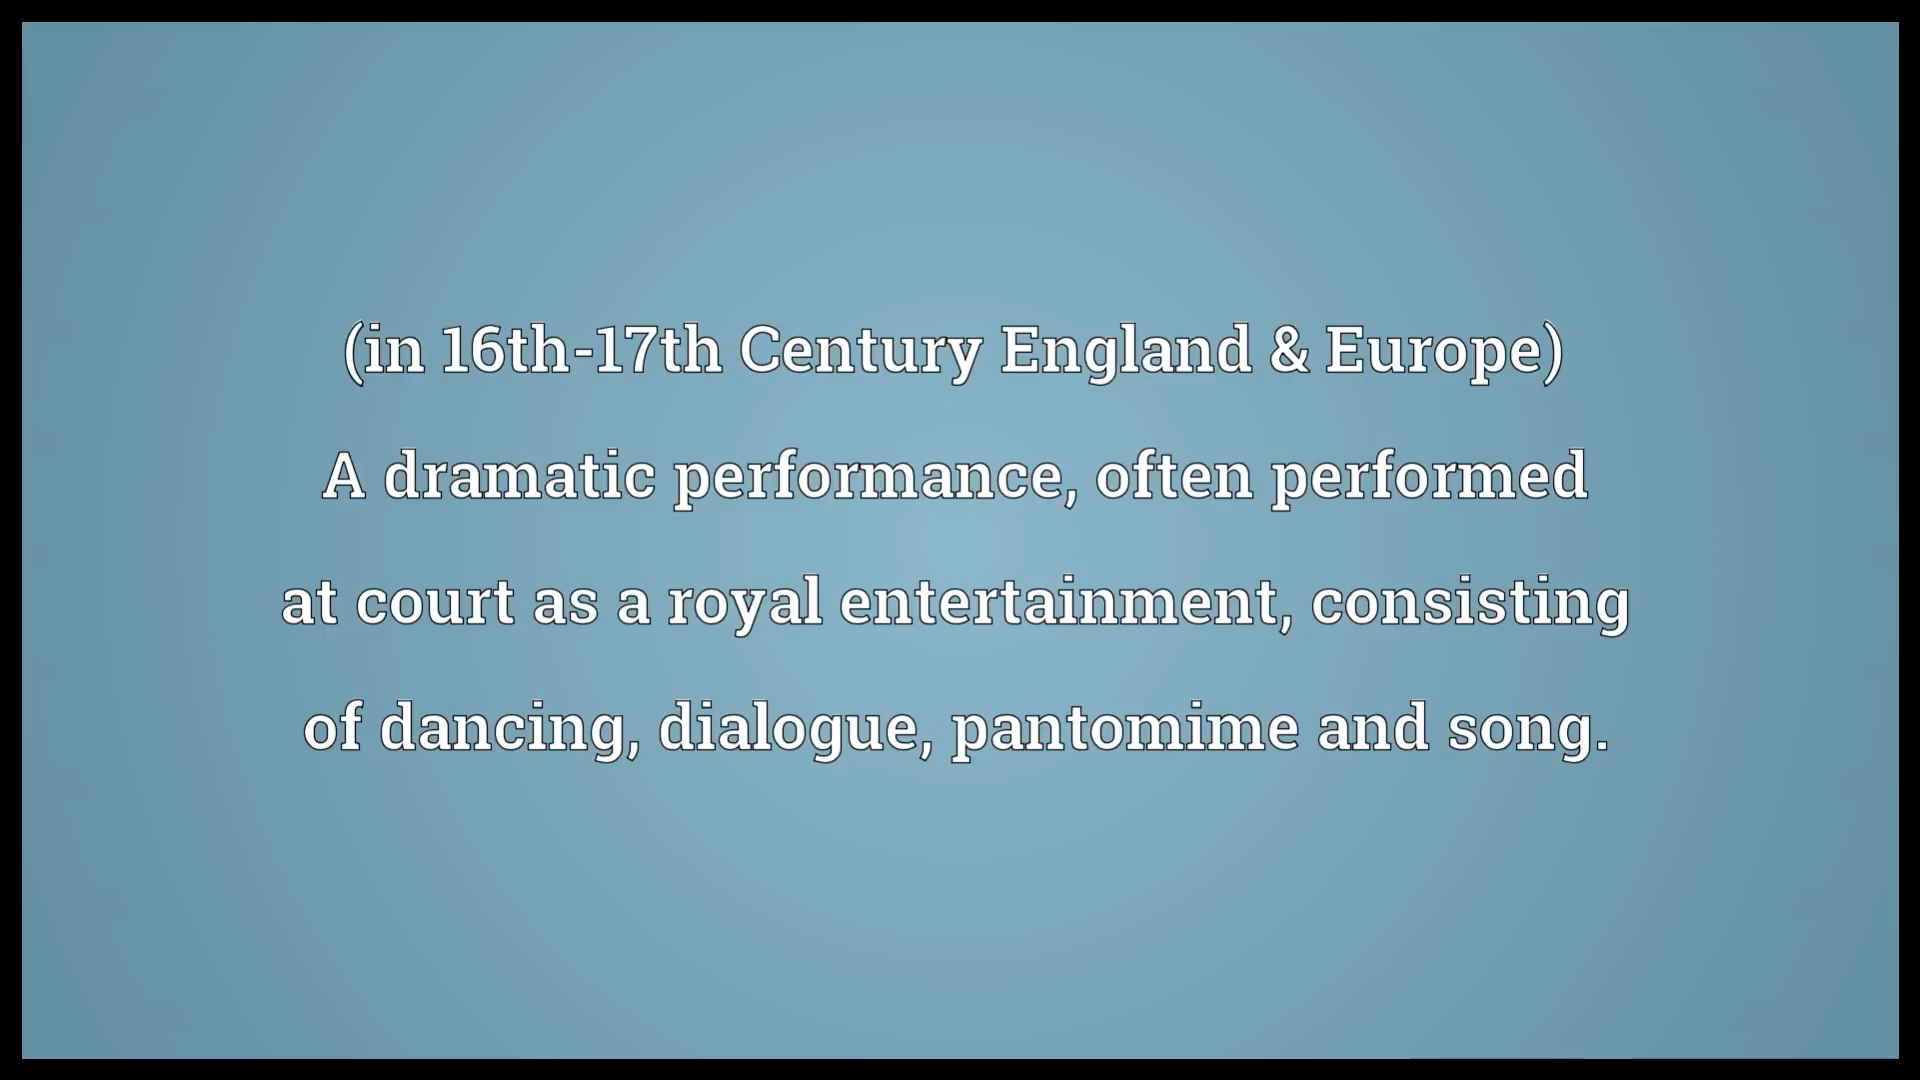 (in 16th-17th Century England & Europe)
A dramatic performance, often performed
at court as a royal entertainment, consisting
of dancing, dialogue, pantomime and song.